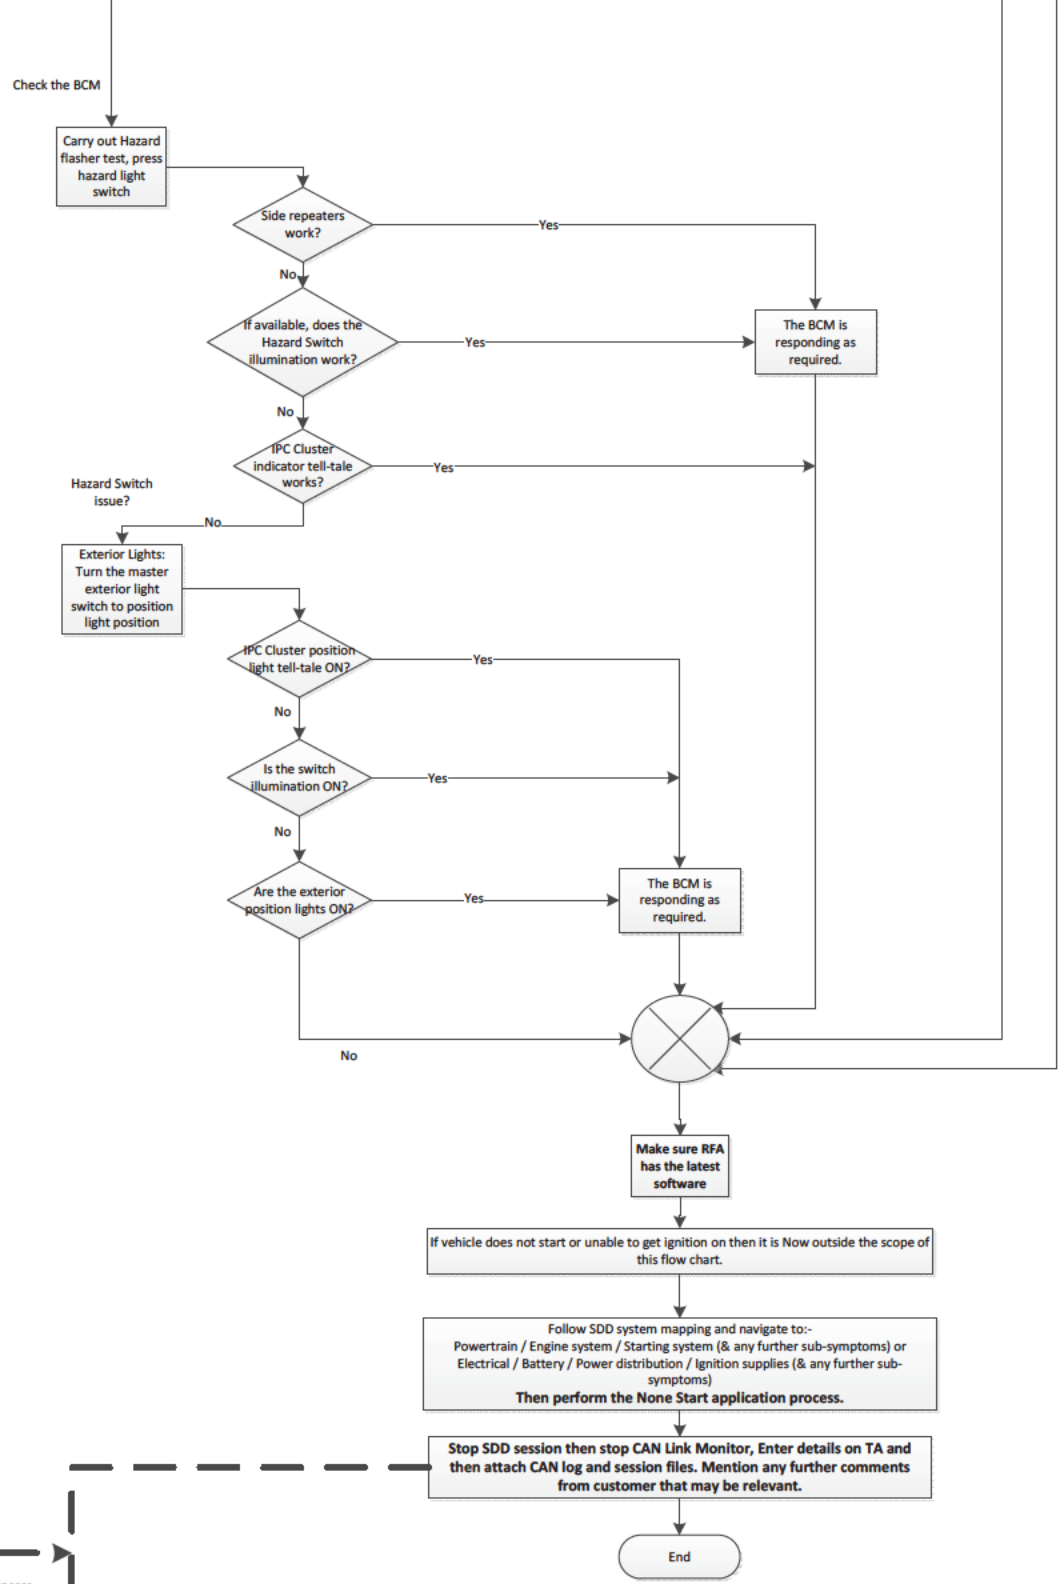 Check the BCM
Carry out Hazard
flasher test, press
hazard light
switch
Side repeaters
work?
Yes
No
If available, does the
Hazard Switch
illumination work?
Yes
The BCM is
responding as
required.
No
IPC Cluster
indicator tell-tale
works?
Yes
Hazard Switch
issue?
No
Exterior Lights:
Turn the master
exterior light
switch to position
light position
IPC Cluster position
light tell-tale ON?
Yes
No
Is the switch
illumination ON?
Yes
No
Are the exterior
position lights ON?
Yes
The BCM is
responding as
required.
No
Make sure RFA
has the latest
software
If vehicle does not start or unable to get ignition on then it is Now outside the scope of
this flow chart.
Follow SDD system mapping and navigate to:-
Powertrain / Engine system / Starting system (& any further sub-symptoms) or
Electrical / Battery / Power distribution / Ignition supplies (& any further sub-
symptoms)
Then perform the None Start application process.
Stop SDD session then stop CAN Link Monitor, Enter details on TA and
then attach CAN log and session files. Mention any further comments
from customer that may be relevant.
End